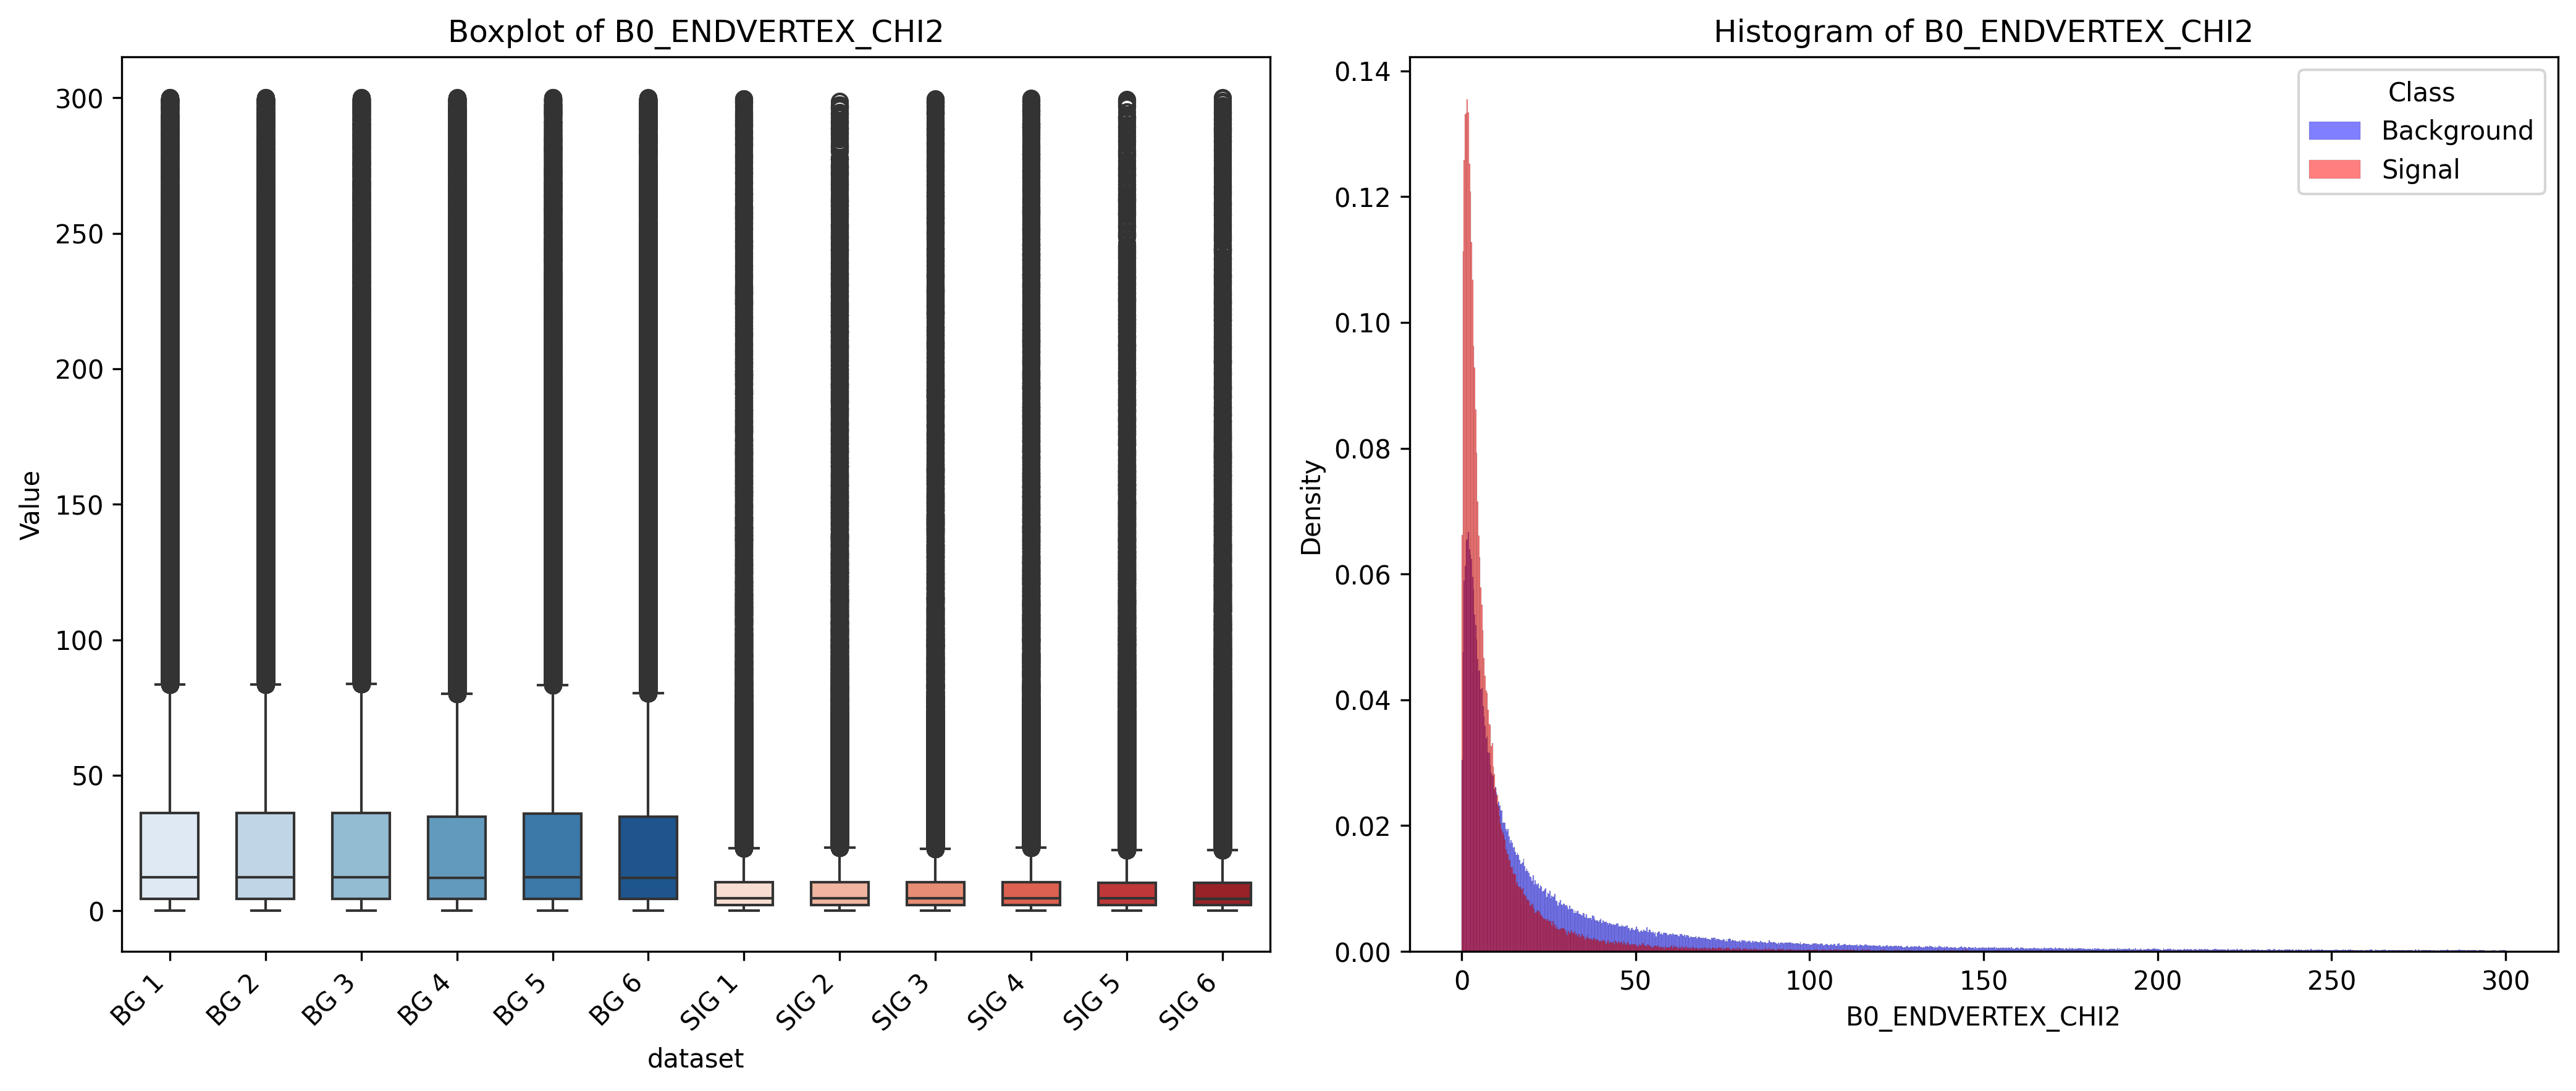 Boxplot of B0_ENDVERTEX_CHI2
Value
300
250
200
150
100
50
0
BG 1
BG 2
BG 3
BG 4
BG 5
BG 6
SIG 1
SIG 2
SIG 3
SIG 4
SIG 5
SIG 6
dataset
Histogram of B0_ENDVERTEX_CHI2
Density
0.14
0.12
0.10
0.08
0.06
0.04
0.02
0.00
Class
Background
Signal
0
50
100
150
200
250
300
B0_ENDVERTEX_CHI2